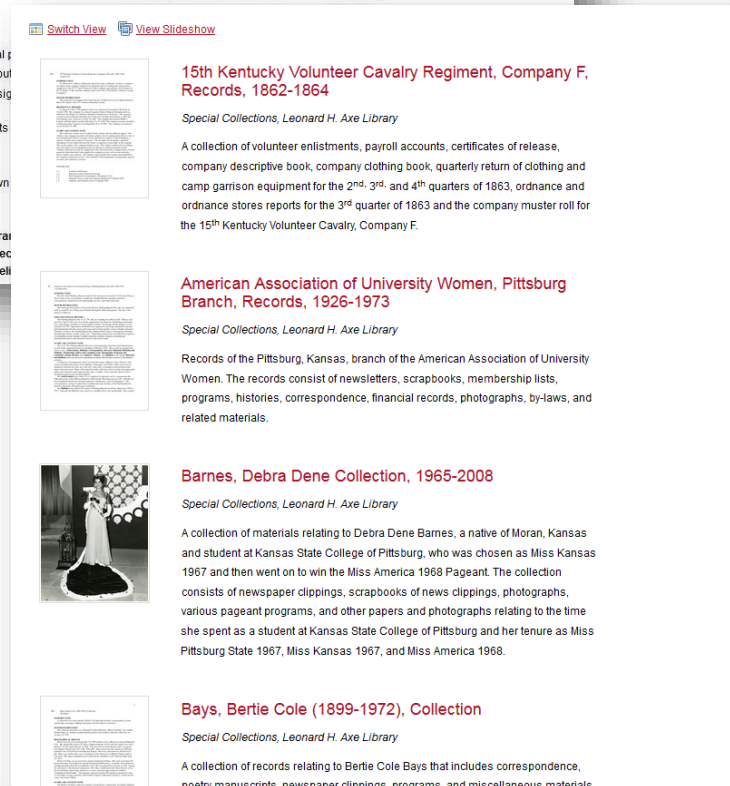 Switch View View Slideshow
15th Kentucky Volunteer Cavalry Regiment, Company F,
Records, 1862-1864
Special Collections, Leonard H. Axe Library
A collection of volunteer enlistments, payroll accounts, certificates of release,
company descriptive book, company clothing book, quarterly return of clothing and
camp garrison equipment for the 2nd, 3rd, and 4th quarters of 1863, ordnance and
ordnance stores reports for the 3rd quarter of 1863 and the company muster roll for
the 15th Kentucky Volunteer Cavalry, Company F.
American Association of University Women, Pittsburg
Branch, Records, 1926-1973
Special Collections, Leonard H. Axe Library
Records of the Pittsburg, Kansas, branch of the American Association of University
Women. The records consist of newsletters, scrapbooks, membership lists,
programs, histories, correspondence, financial records, photographs, by-laws, and
related materials.
Barnes, Debra Dene Collection, 1965-2008
Special Collections, Leonard H. Axe Library
A collection of materials relating to Debra Dene Barnes, a native of Moran, Kansas
and student at Kansas State College of Pittsburg, who was chosen as Miss Kansas
1967 and then went on to win the Miss America 1968 Pageant. The collection
consists of newspaper clippings, scrapbooks of news clippings, photographs,
various pageant programs, and other papers and photographs relating to the time
she spent as a student at Kansas State College of Pittsburg and her tenure as Miss
Pittsburg State 1967, Miss Kansas 1967, and Miss America 1968.
Bays, Bertie Cole (1899-1972), Collection
Special Collections, Leonard H. Axe Library
A collection of records relating to Bertie Cole Bays that includes correspondence,
poetry manuscripts, newspaper clippings, programs, and miscellaneous materials